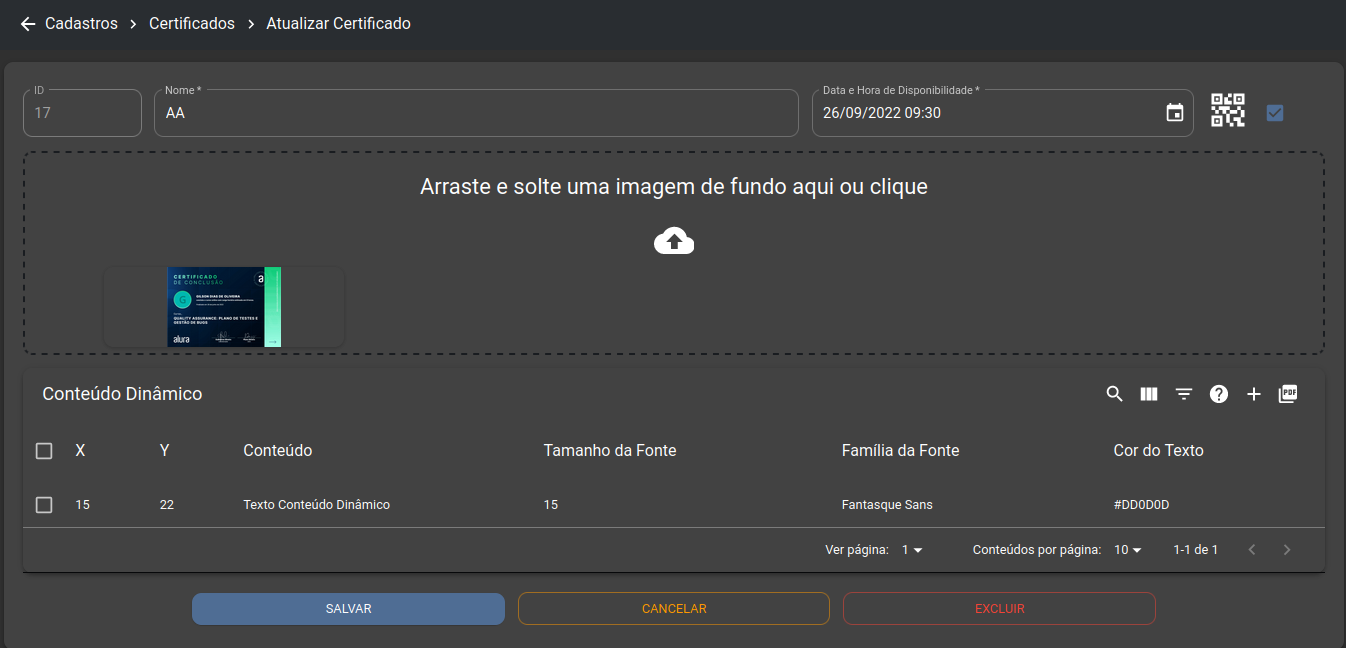 Cadastros > Certificados > Atualizar Certificado
ID
17
Nome *
AA
Data e Hora de Disponibilidade *
26/09/2022 09:30
Arraste e solte uma imagem de fundo aqui ou clique
CERTIFICADO
DE CONCLUSÃO
a
G
GILSON DIAS DE OLIVEIRA
QUALITY ASSURANCE: PLANO DE TESTES E
GESTÃO DE BUGS
alura
Conteúdo Dinâmico
PDF
X Y Conteúdo Tamanho da Fonte Família da Fonte Cor do Texto
15 22 Texto Conteúdo Dinâmico 15 Fantasque Sans #DD0D0D
Ver página: 1 Conteúdos por página: 10 1-1 de 1
SALVAR CANCELAR EXCLUIR